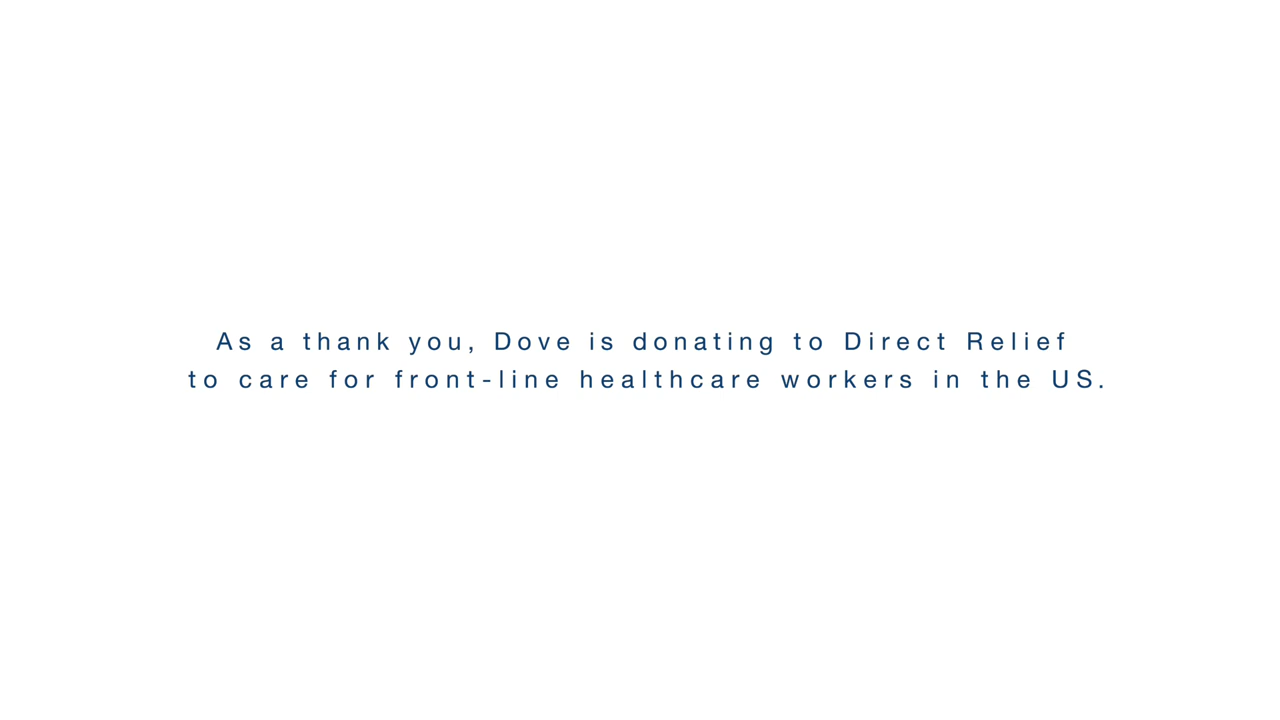 As a thank you, Dove is donating to Direct Relief
to care for front-line healthcare workers in the US.